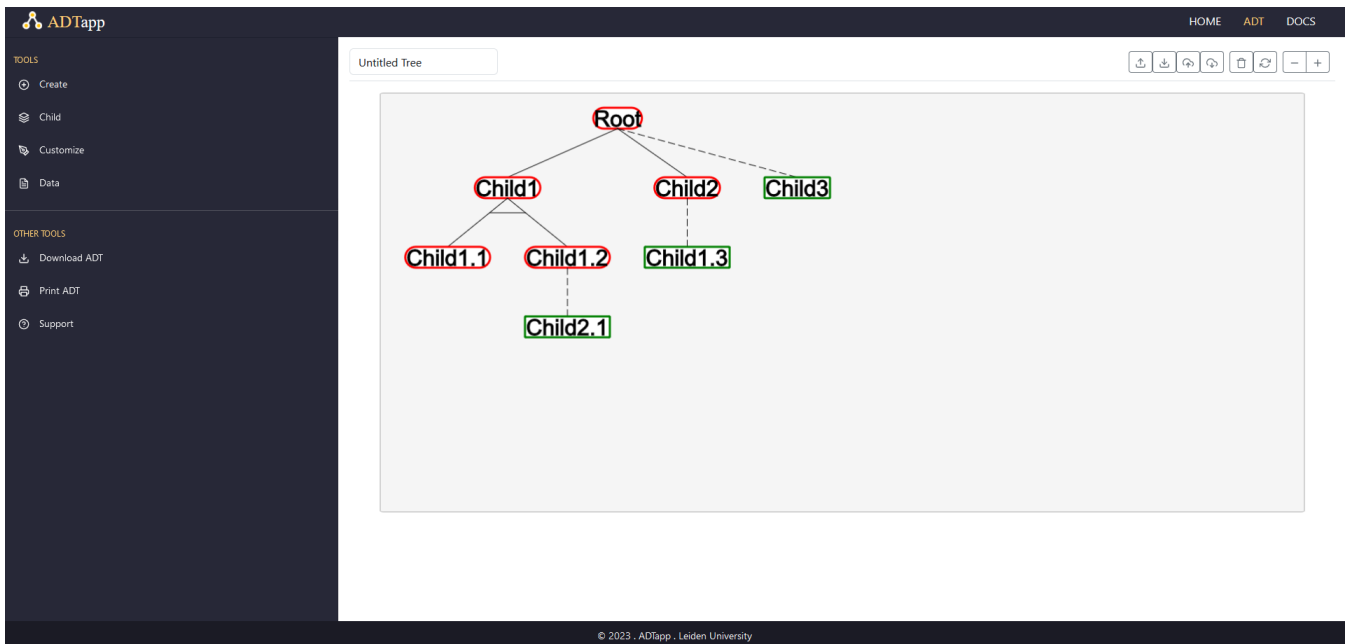 ADTapp
HOME ADT DOCS
TOOLS
Create
Child
Customize
Data
OTHER TOOLS
Download ADT
Print ADT
Support
Untitled Tree
Root
Child1 Child2 Child3
Child1.1 Child1.2 Child1.3
Child2.1
© 2023 . ADTapp . Leiden University